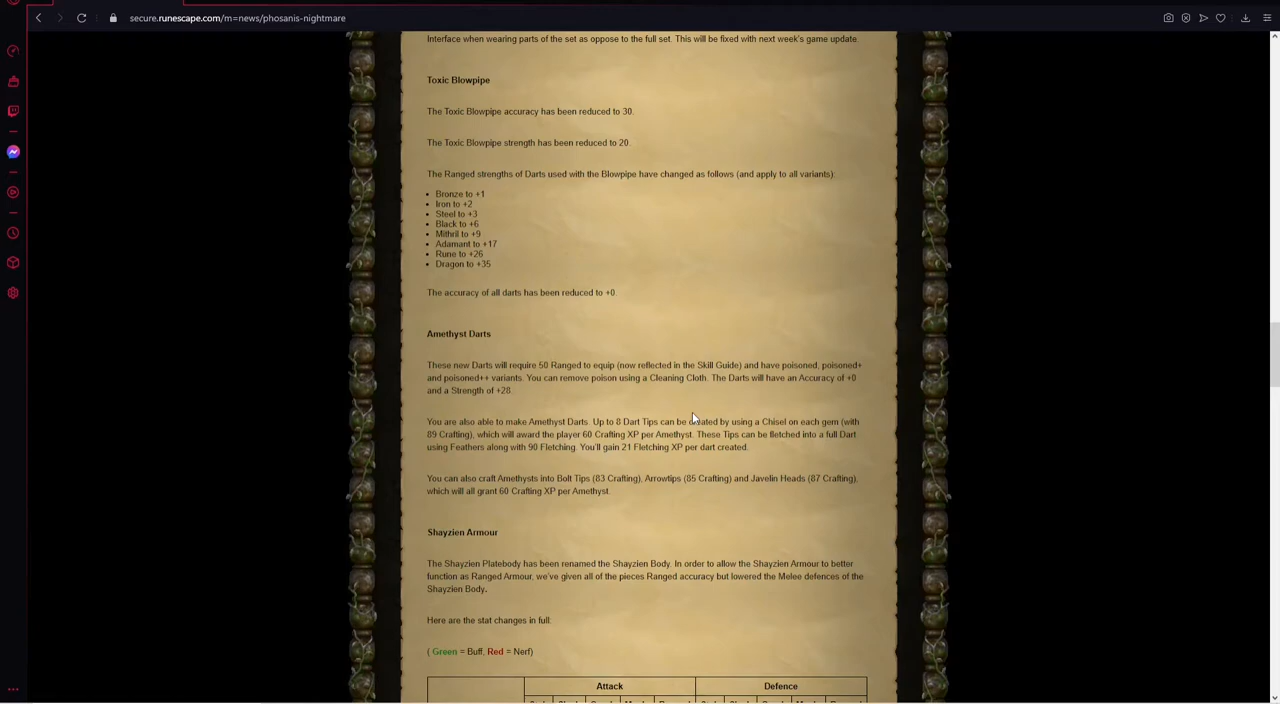 secure.runescape.com/m=news/phosanis-nightmare
Interface when wearing parts of the set as oppose to the full set. This will be fixed with next week's game update.
Toxic Blowpipe
The Toxic Blowpipe accuracy has been reduced to 30.
The Toxic Blowpipe strength has been reduced to 20.
The Ranged strengths of Darts used with the Blowpipe have changed as follows (and apply to all variants):
• Bronze to +1
• Iron to +2
• Steel to +3
• Black to +6
• Mithril to +9
• Adamant to +17
• Rune to +26
• Dragon to +35
The accuracy of all darts has been reduced to +0.
Amethyst Darts
These new Darts will require 50 Ranged to equip (now reflected in the Skill Guide) and have poisoned, poisoned+
and poisoned++ variants. You can remove poison using a Cleaning Cloth. The Darts will have an Accuracy of +0
and a Strength of +28.
You are also able to make Amethyst Darts. Up to 8 Dart Tips can be created by using a Chisel on each gem (with
89 Crafting), which will award the player 60 Crafting XP per Amethyst. These Tips can be fletched into a full Dart
using Feathers along with 90 Fletching. You'll gain 21 Fletching XP per dart created.
You can also craft Amethysts into Bolt Tips (83 Crafting), Arrowtips (85 Crafting) and Javelin Heads (87 Crafting),
which will all grant 60 Crafting XP per Amethyst.
Shayzien Armour
The Shayzien Platebody has been renamed the Shayzien Body. In order to allow the Shayzien Armour to better
function as Ranged Armour, we've given all of the pieces Ranged accuracy but lowered the Melee defences of the
Shayzien Body.
Here are the stat changes in full:
( Green = Buff, Red = Nerf)
Attack Defence